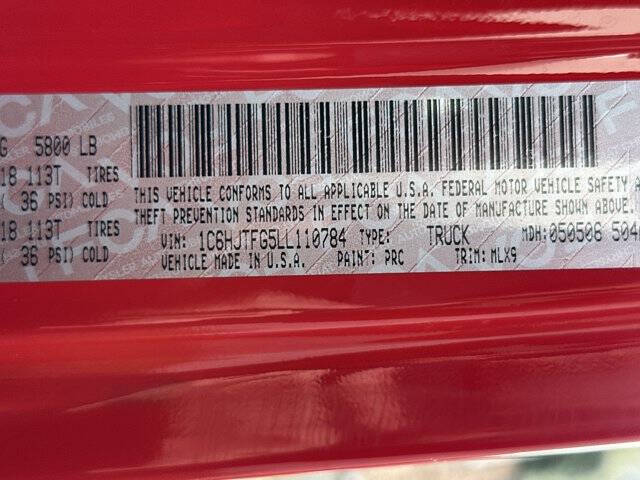 G 5800 LB
18 113T TIRES
36 PSI) COLD
18 113T TIRES
36 PSI) COLD
THIS VEHICLE CONFORMS TO ALL APPLICABLE U.S.A. FEDERAL MOTOR VEHICLE SAFETY
THEFT PREVENTION STANDARDS IN EFFECT ON THE DATE OF MANUFACTURE SHOWN ABOVE.
VIN: 1C6HJTFG5LL110784 TYPE: TRUCK MDH: 050506 504
VEHICLE MADE IN U.S.A. PAINT: PRC TRIM: MLX9